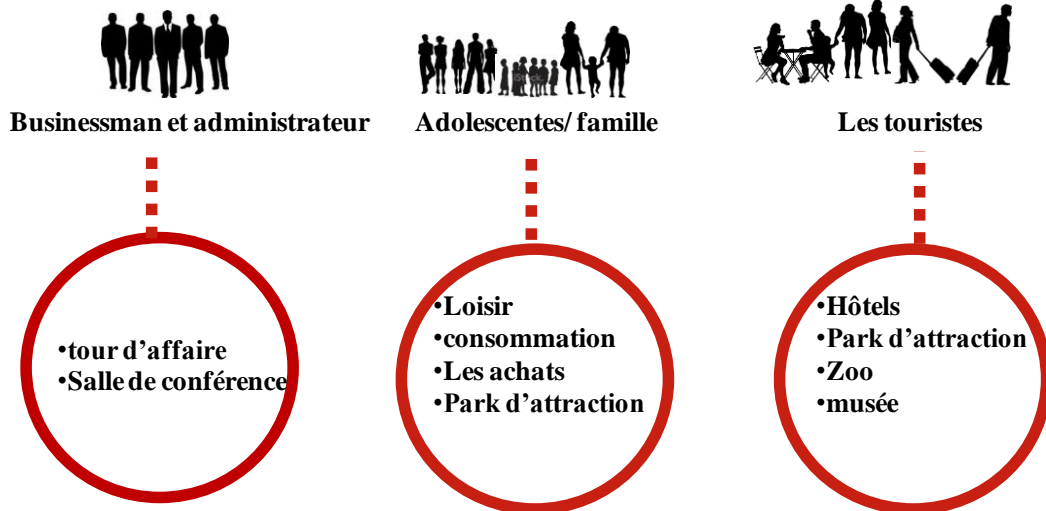 iStock
Businessman et administrateur
Adolescentes/ famille
Les touristes
•tour d’affaire
•Salle de conférence
•Loisir
•consommation
•Les achats
•Park d’attraction
•Hôtels
•Park d’attraction
•Zoo
•musée